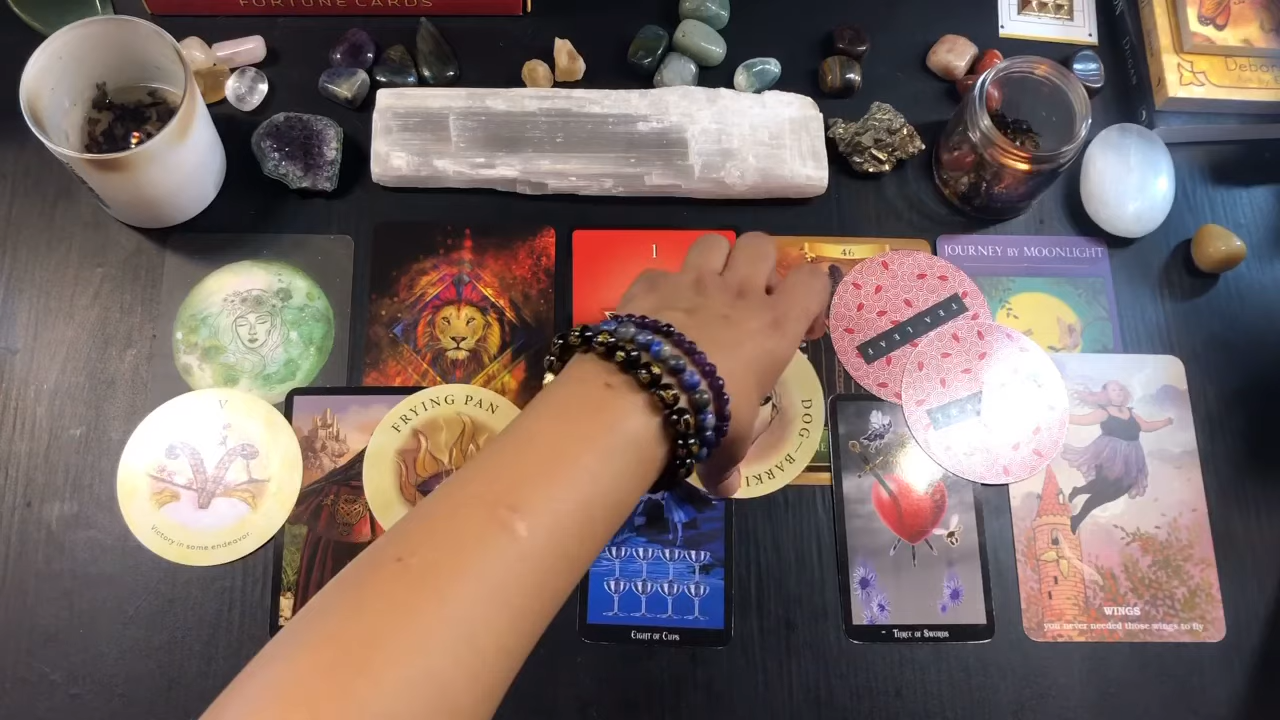 FORTUNE CARDS
1
46
JOURNEY BY MOONLIGHT
TEA LEAF
V
Victory in some endeavor.
FRYING PAN
DOG—BARKI
EIGHT OF CUPS
THREE OF SWORDS
WINGS
you never needed those wings to fly